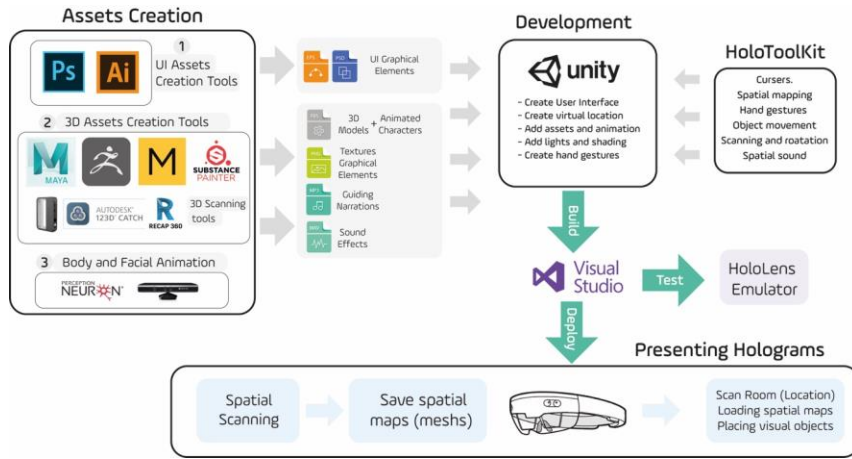 Assets Creation
1
UI Assets
Creation Tools
Ps
Ai
2 3D Assets Creation Tools
MAYA
M
SUBSTANCE
PAINTER
AUTODESK
123D CATCH
R
RECAP 360
3D Scanning
tools
3 Body and Facial Animation
PERCEPTION
NEURON
UI Graphical
Elements
3D
Models
+
Animated
Characters
Textures
Graphical
Elements
Guiding
Narrations
Sound
Effects
Development
unity
- Create User Interface
- Create virtual location
- Add assets and animation
- Add lights and shading
- Create hand gestures
HoloToolKit
Cursers.
Spatial mapping
Hand gestures
Object movement
Scanning and roatation
Spatial sound
Build
Visual
Studio
Test
HoloLens
Emulator
Deploy
Presenting Holograms
Spatial
Scanning
Save spatial
maps (meshs)
Scan Room (Location)
Loading spatial maps
Placing visual objects